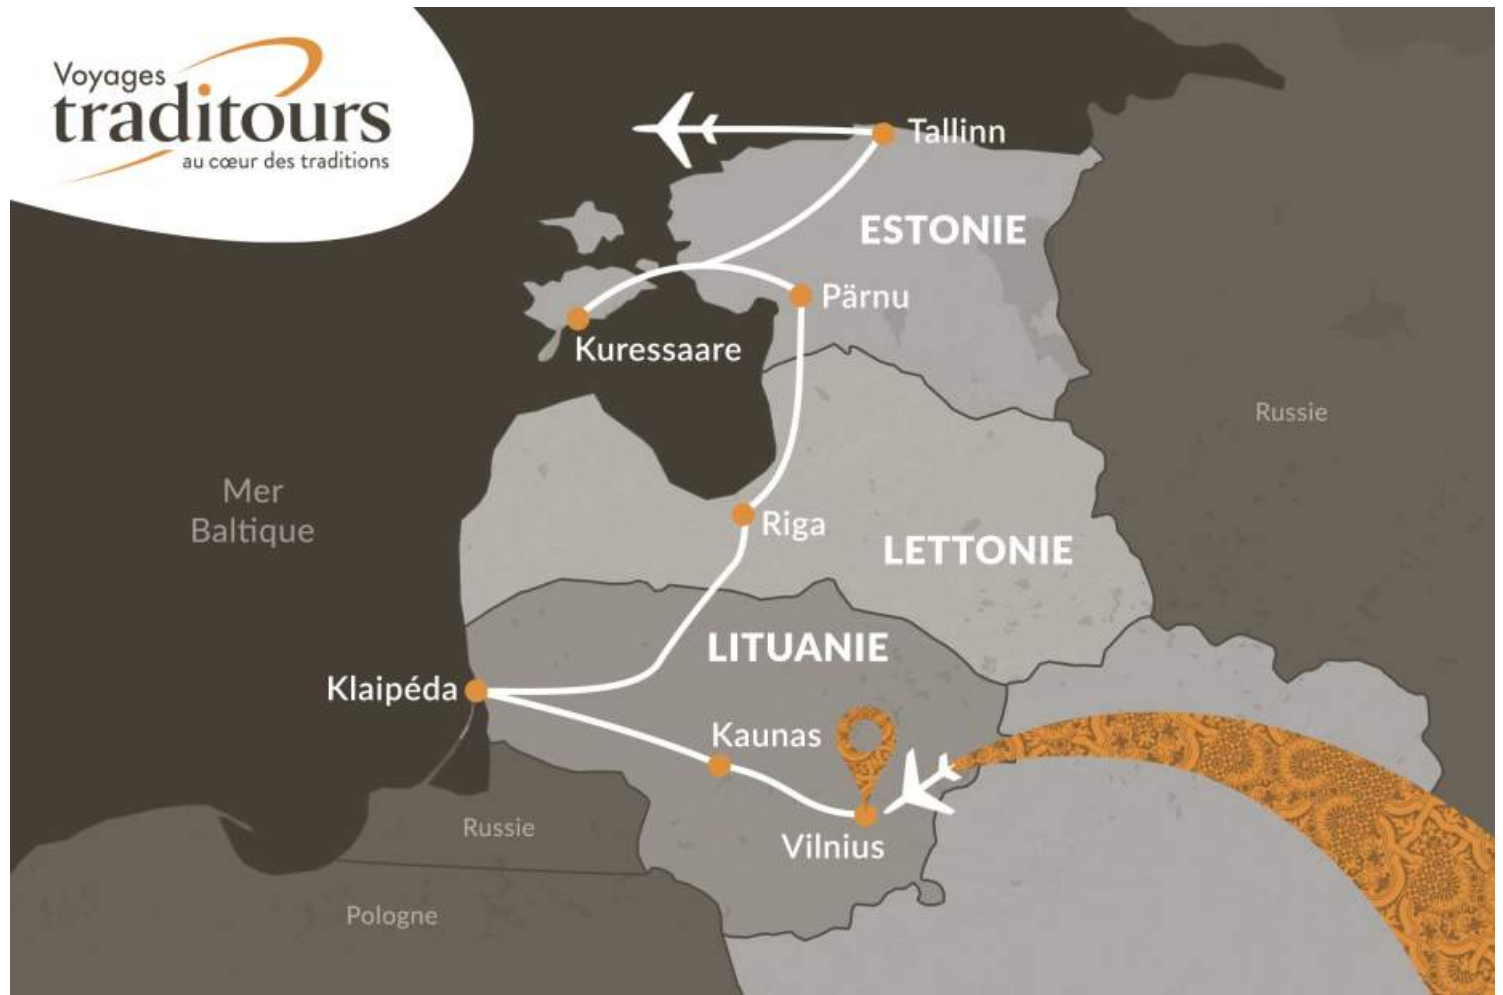 Voyages
traditours
au cœur des traditions
Tallinn
ESTONIE
Pärnu
Kuressaare
Russie
Mer
Baltique
Riga
LETTONIE
LITUANIE
Klaipéda
Kaunas
Vilnius
Russie
Pologne